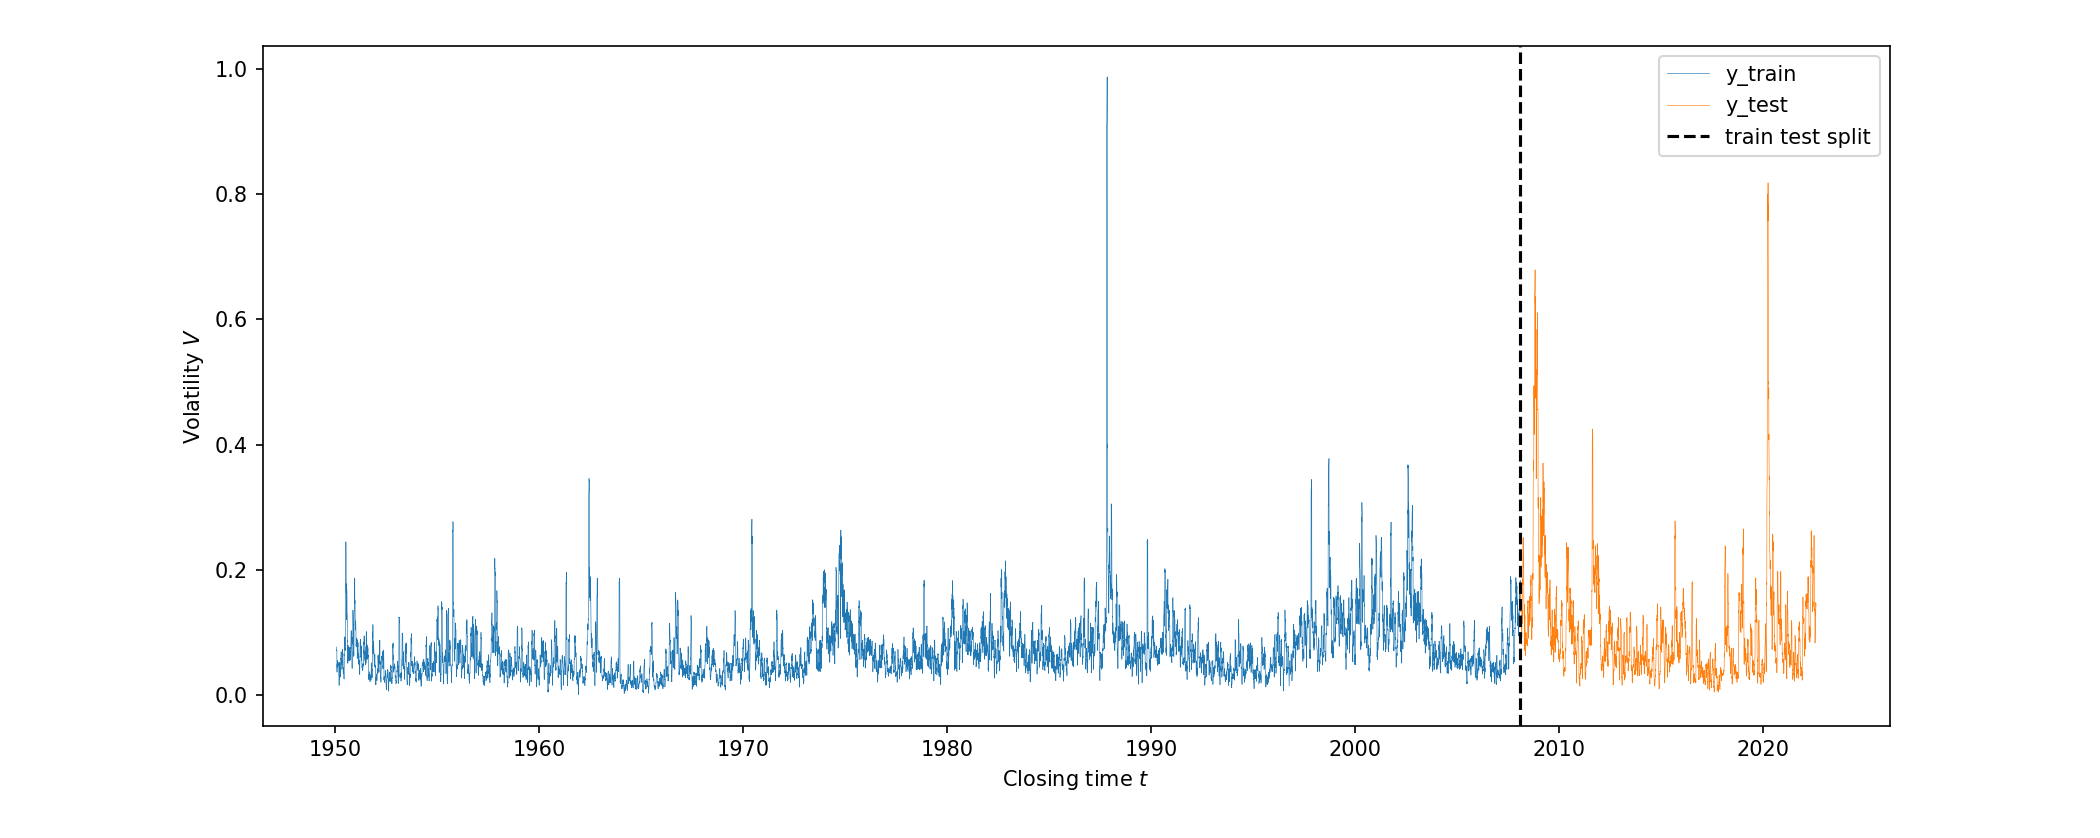 1.0
0.8
0.6
0.4
0.2
0.0
Volatility V
1950 1960 1970 1980 1990 2000 2010 2020
Closing time t
y_train
y_test
train test split